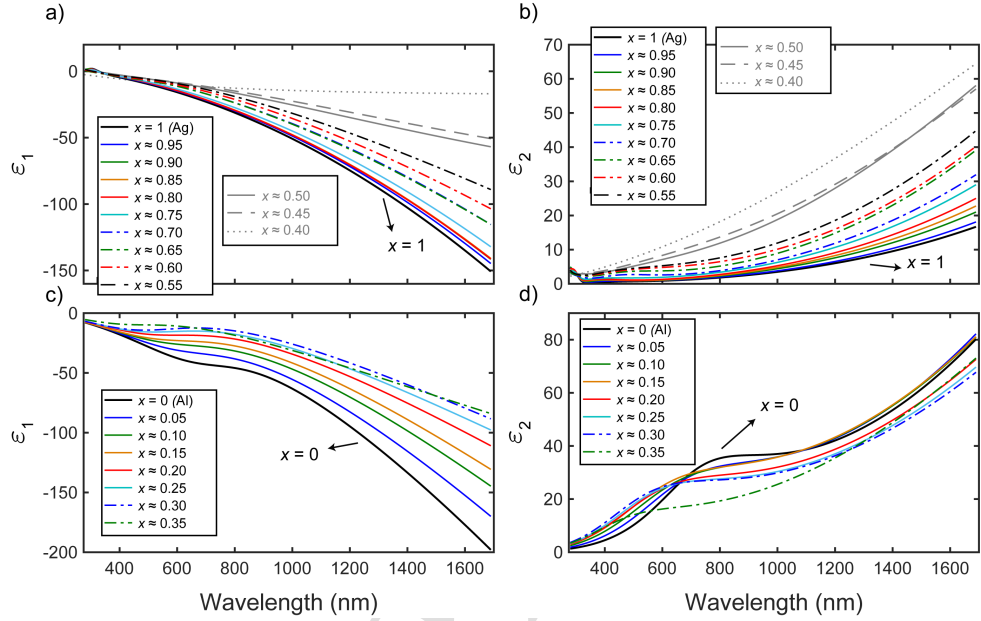 a)
0
-50
-100
-150
ε1
x = 1 (Ag)
x ≈ 0.95
x ≈ 0.90
x ≈ 0.85
x ≈ 0.80
x ≈ 0.75
x ≈ 0.70
x ≈ 0.65
x ≈ 0.60
x ≈ 0.55
x ≈ 0.50
x ≈ 0.45
x ≈ 0.40
x = 1
b)
70
60
50
40
30
20
10
0
ε2
x = 1 (Ag)
x ≈ 0.95
x ≈ 0.90
x ≈ 0.85
x ≈ 0.80
x ≈ 0.75
x ≈ 0.70
x ≈ 0.65
x ≈ 0.60
x ≈ 0.55
x ≈ 0.50
x ≈ 0.45
x ≈ 0.40
x = 1
c)
0
-50
-100
-150
-200
ε1
x = 0 (Al)
x ≈ 0.05
x ≈ 0.10
x ≈ 0.15
x ≈ 0.20
x ≈ 0.25
x ≈ 0.30
x ≈ 0.35
x = 0
400 600 800 1000 1200 1400 1600
Wavelength (nm)
d)
80
60
40
20
0
ε2
x = 0 (Al)
x ≈ 0.05
x ≈ 0.10
x ≈ 0.15
x ≈ 0.20
x ≈ 0.25
x ≈ 0.30
x ≈ 0.35
x = 0
400 600 800 1000 1200 1400 1600
Wavelength (nm)